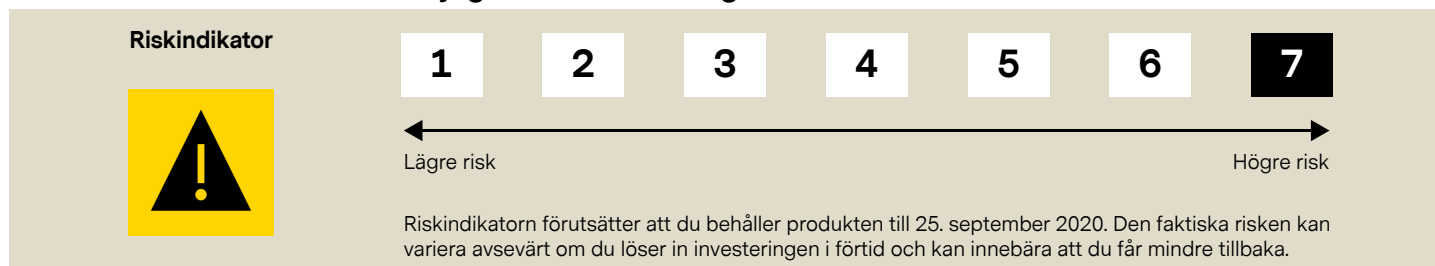 Riskindikator
1 2 3 4 5 6 7
Lägre risk Högre risk
Riskindikatorn förutsätter att du behåller produkten till 25. september 2020. Den faktiska risken kan
variera avsevärt om du löser in investeringen i förtid och kan innebära att du får mindre tillbaka.